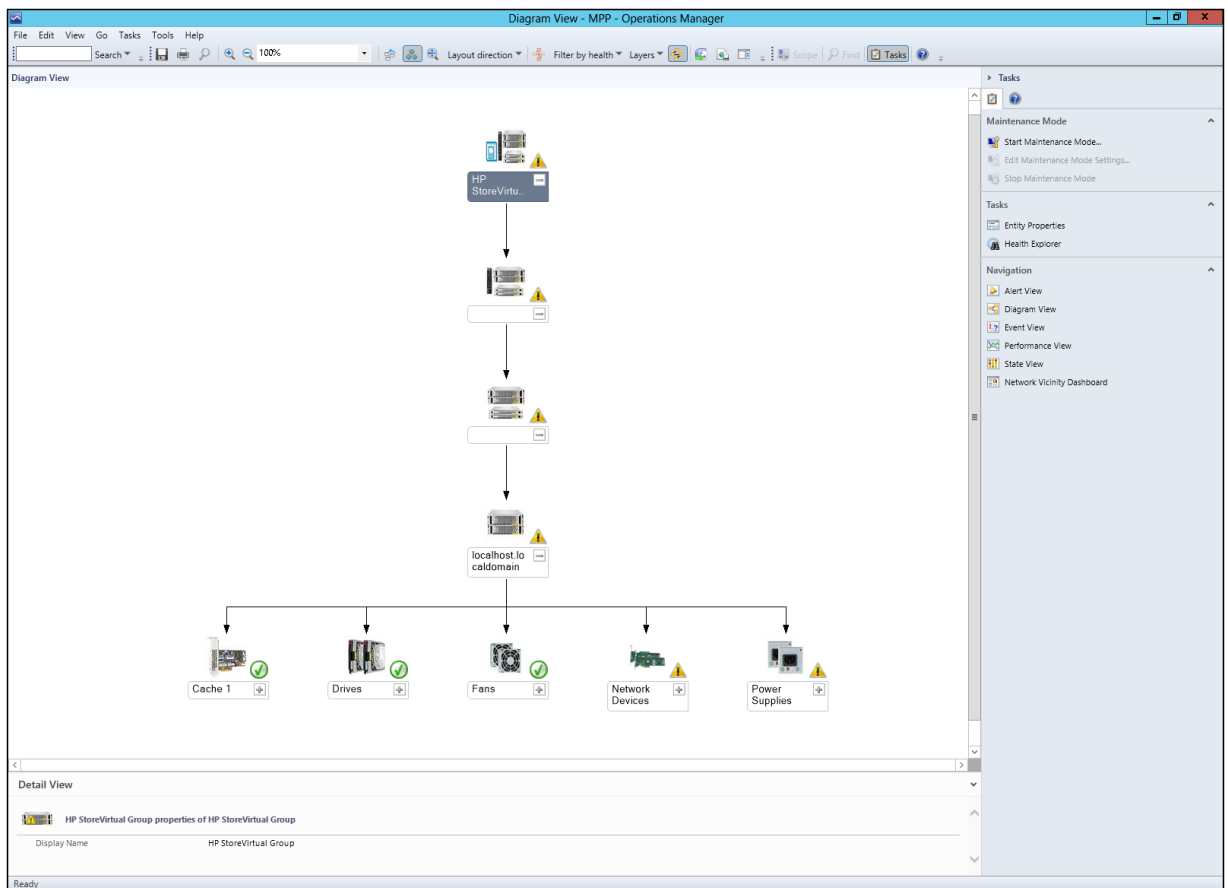 Diagram View - MPP - Operations Manager
File Edit View Go Tasks Tools Help
Search 100% Layout direction Filter by health Layers Scope Find Tasks
Diagram View
HP
StoreVirtu..
localhost.lo
caldomain
Cache 1
Drives
Fans
Network
Devices
Power
Supplies
Detail View
HP StoreVirtual Group properties of HP StoreVirtual Group
Display Name HP StoreVirtual Group
Ready
Tasks
Maintenance Mode
Start Maintenance Mode...
Edit Maintenance Mode Settings...
Stop Maintenance Mode
Tasks
Entity Properties
Health Explorer
Navigation
Alert View
Diagram View
Event View
Performance View
State View
Network Vicinity Dashboard